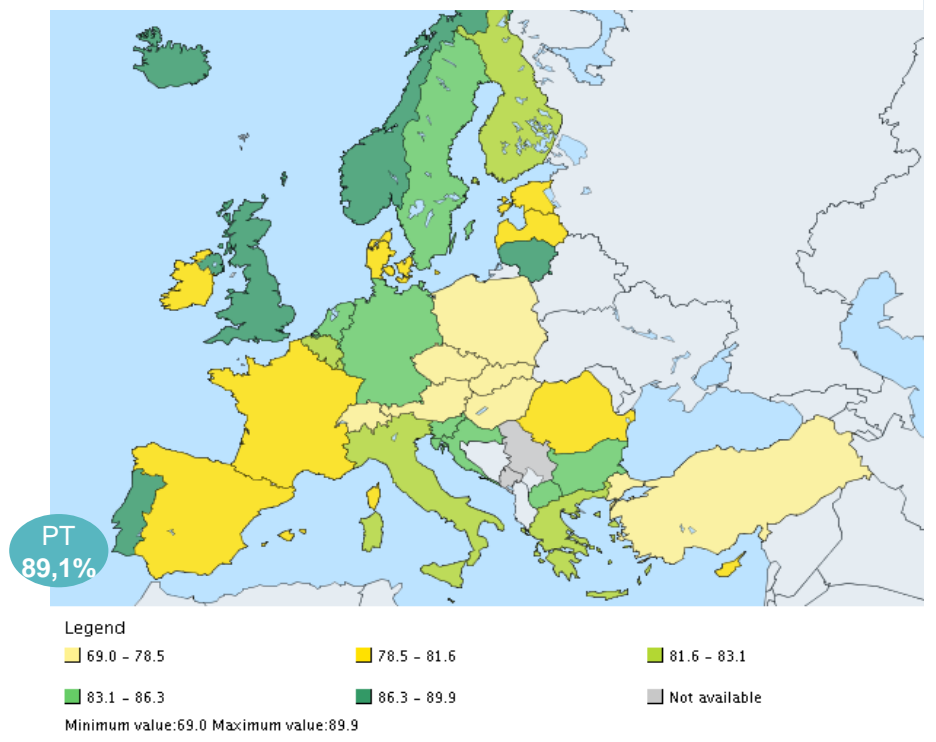 PT
89,1%
Legend
69.0 – 78.5
78.5 – 81.6
81.6 – 83.1
83.1 – 86.3
86.3 – 89.9
Not available
Minimum value:69.0 Maximum value:89.9